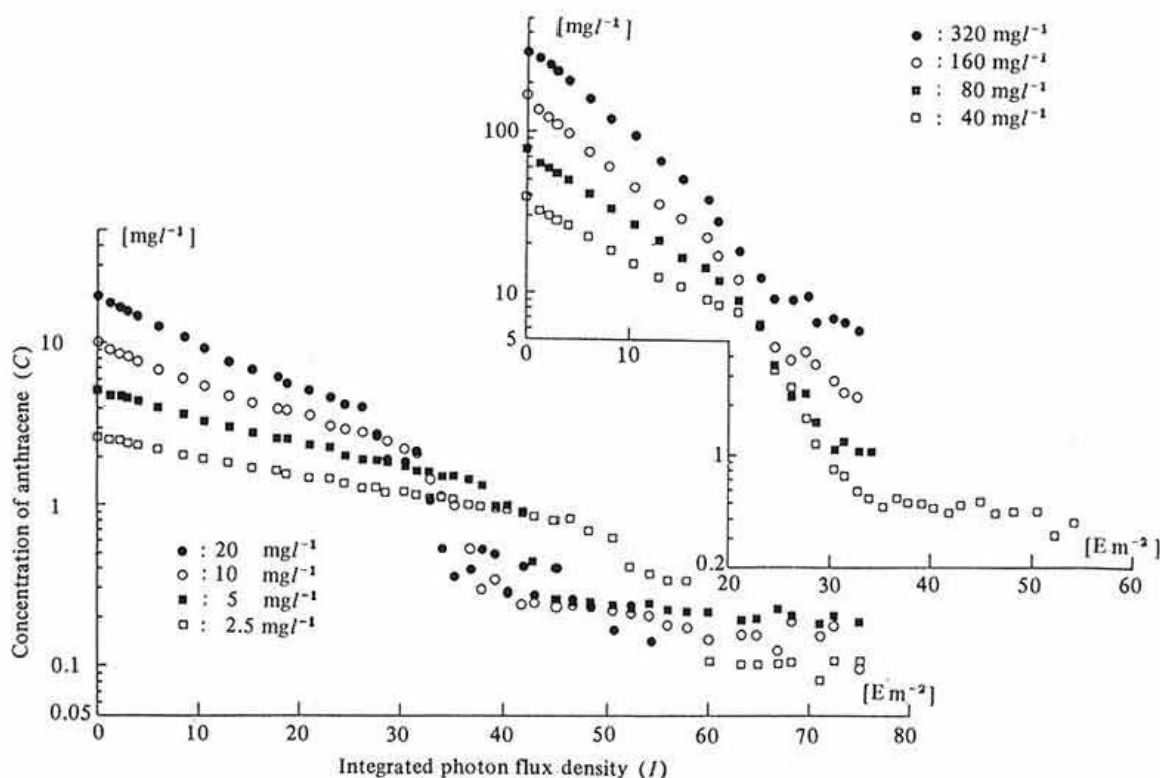 [mgl⁻¹]
● : 320 mgl⁻¹
○ : 160 mgl⁻¹
■ : 80 mgl⁻¹
□ : 40 mgl⁻¹
100
10
5
0 10
1
0.2
20 30 40 50 60
[E m⁻²]
[mgl⁻¹]
10
1
0.1
0.05
Concentration of anthracene (C)
● : 20 mgl⁻¹
○ : 10 mgl⁻¹
■ : 5 mgl⁻¹
□ : 2.5 mgl⁻¹
[E m⁻²]
0 10 20 30 40 50 60 70 80
Integrated photon flux density (I)